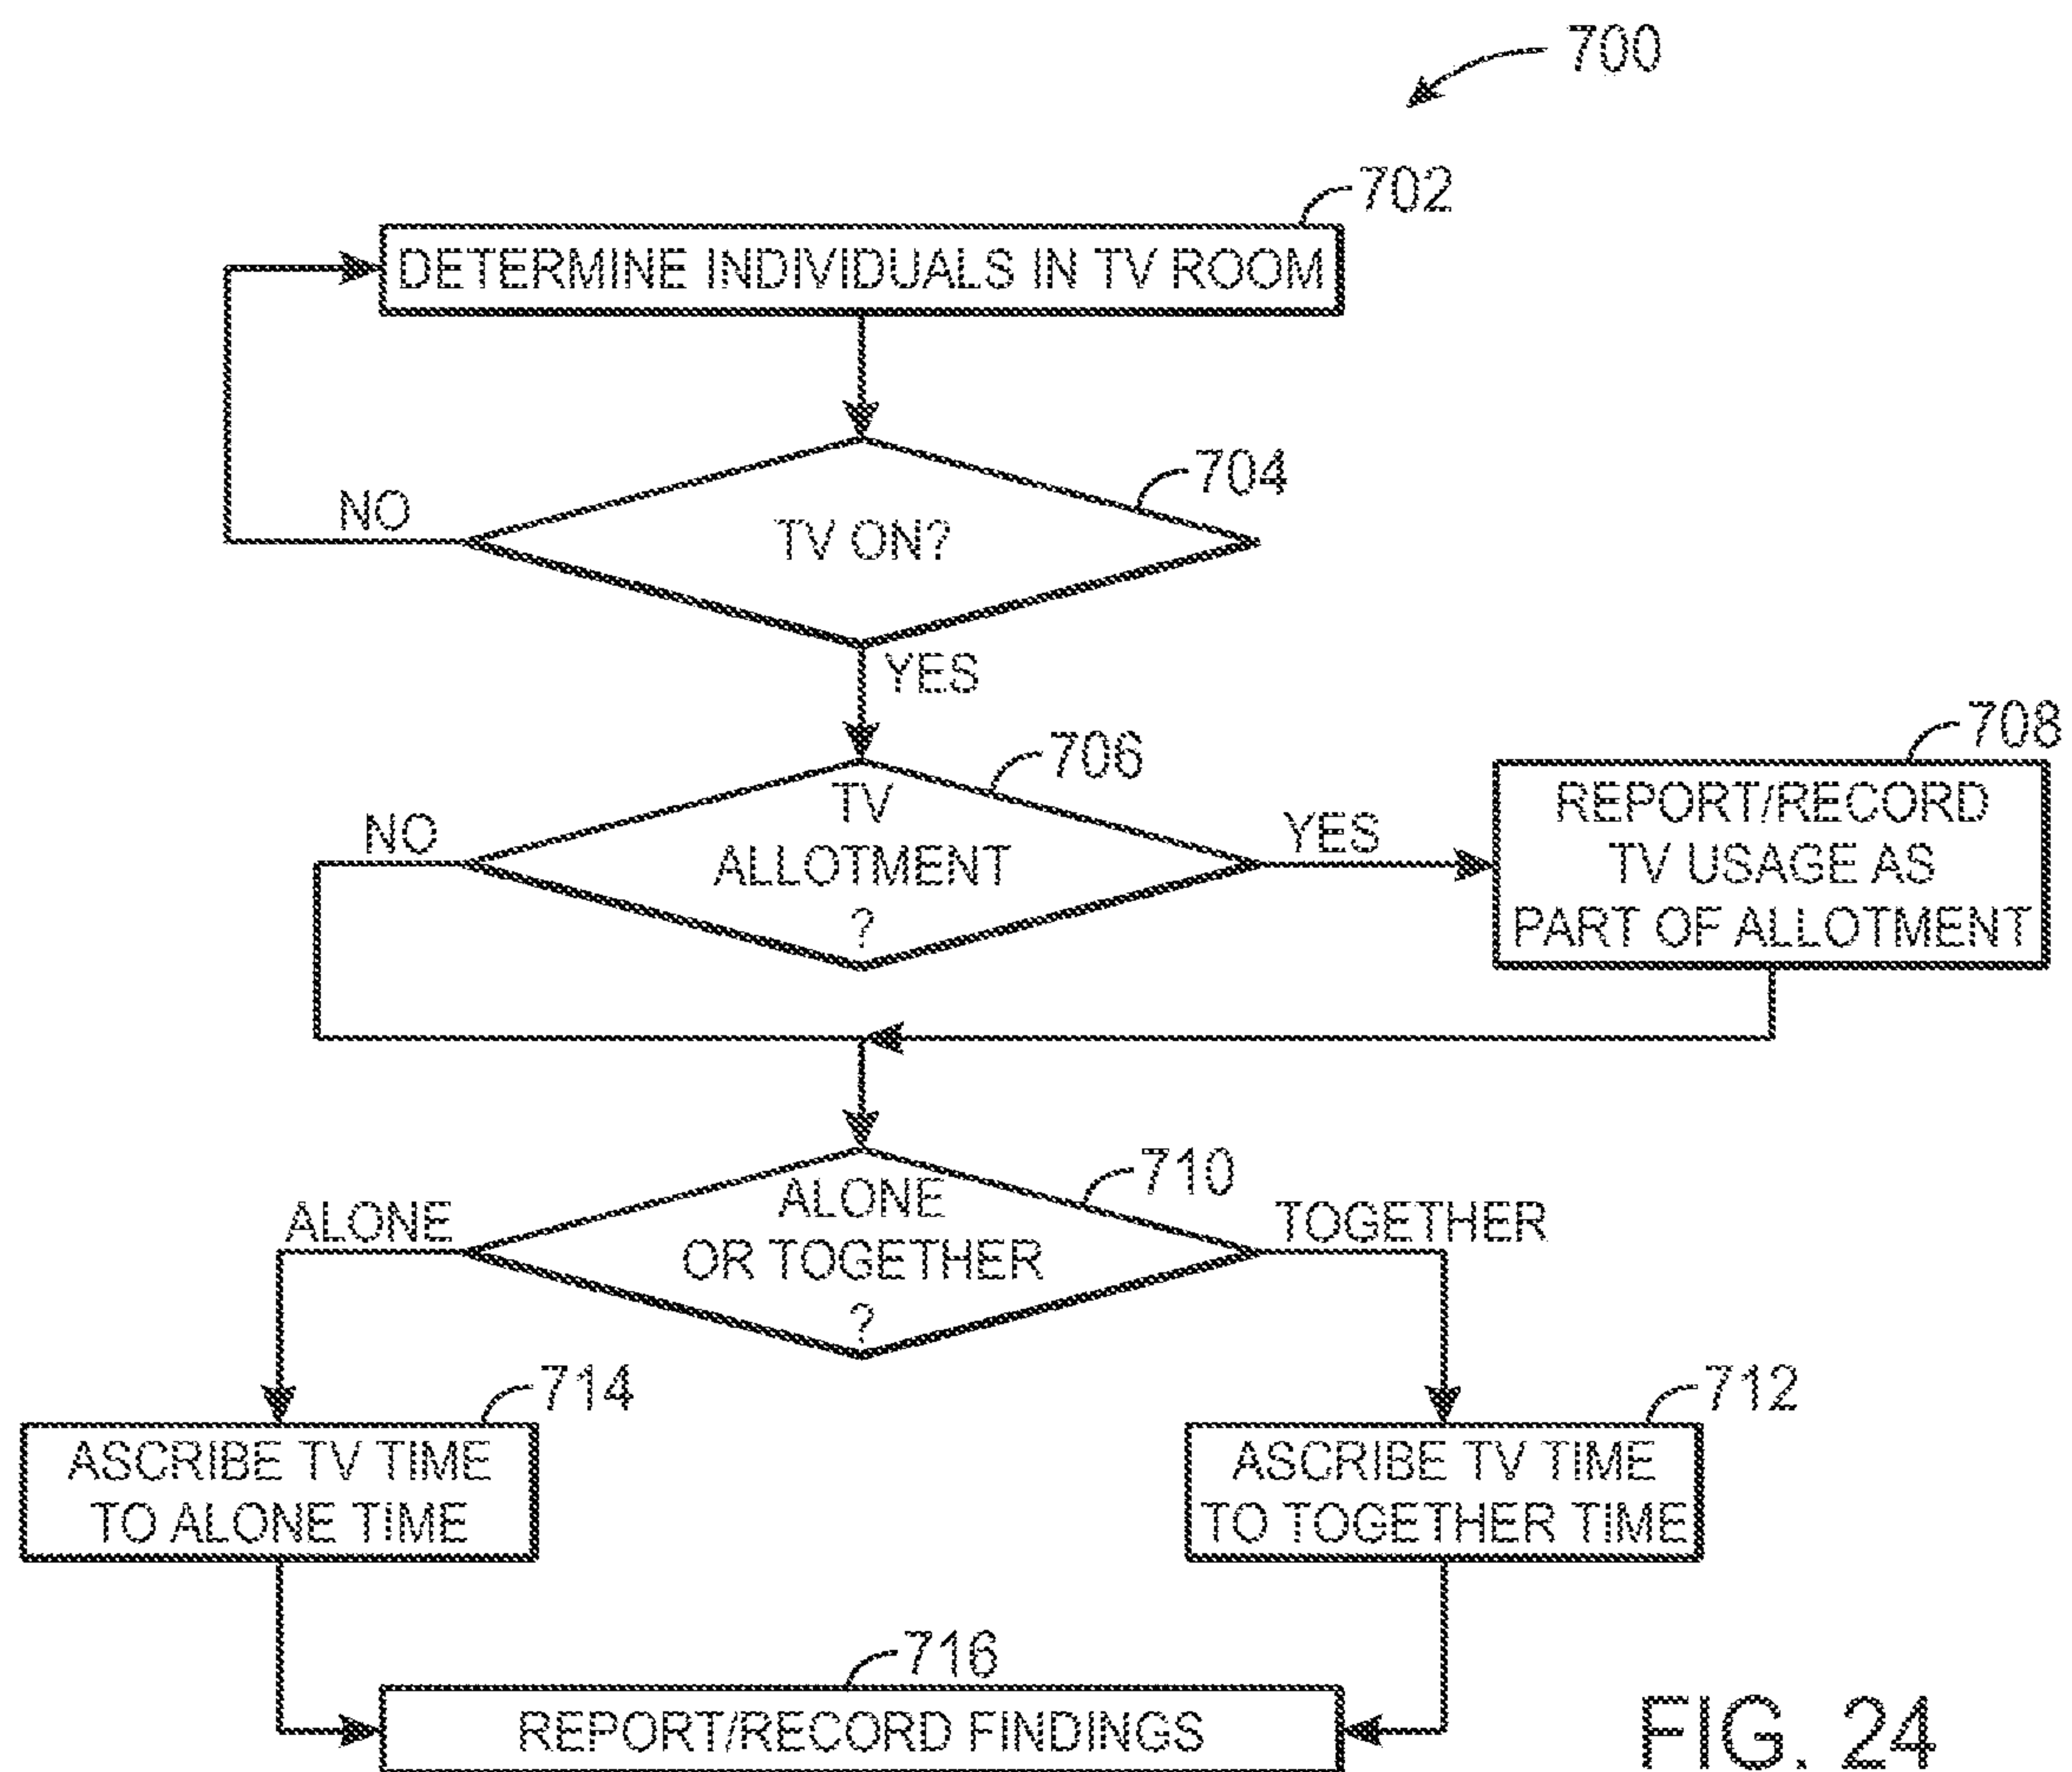 700
702
DETERMINE INDIVIDUALS IN TV ROOM
704
NO
TV ON?
YES
706
708
TV
ALLOTMENT
?
NO
YES
REPORT/RECORD
TV USAGE AS
PART OF ALLOTMENT
710
ALONE
OR TOGETHER
?
ALONE
TOGETHER
714
712
ASCRIBE TV TIME
TO ALONE TIME
ASCRIBE TV TIME
TO TOGETHER TIME
716
REPORT/RECORD FINDINGS
FIG. 24